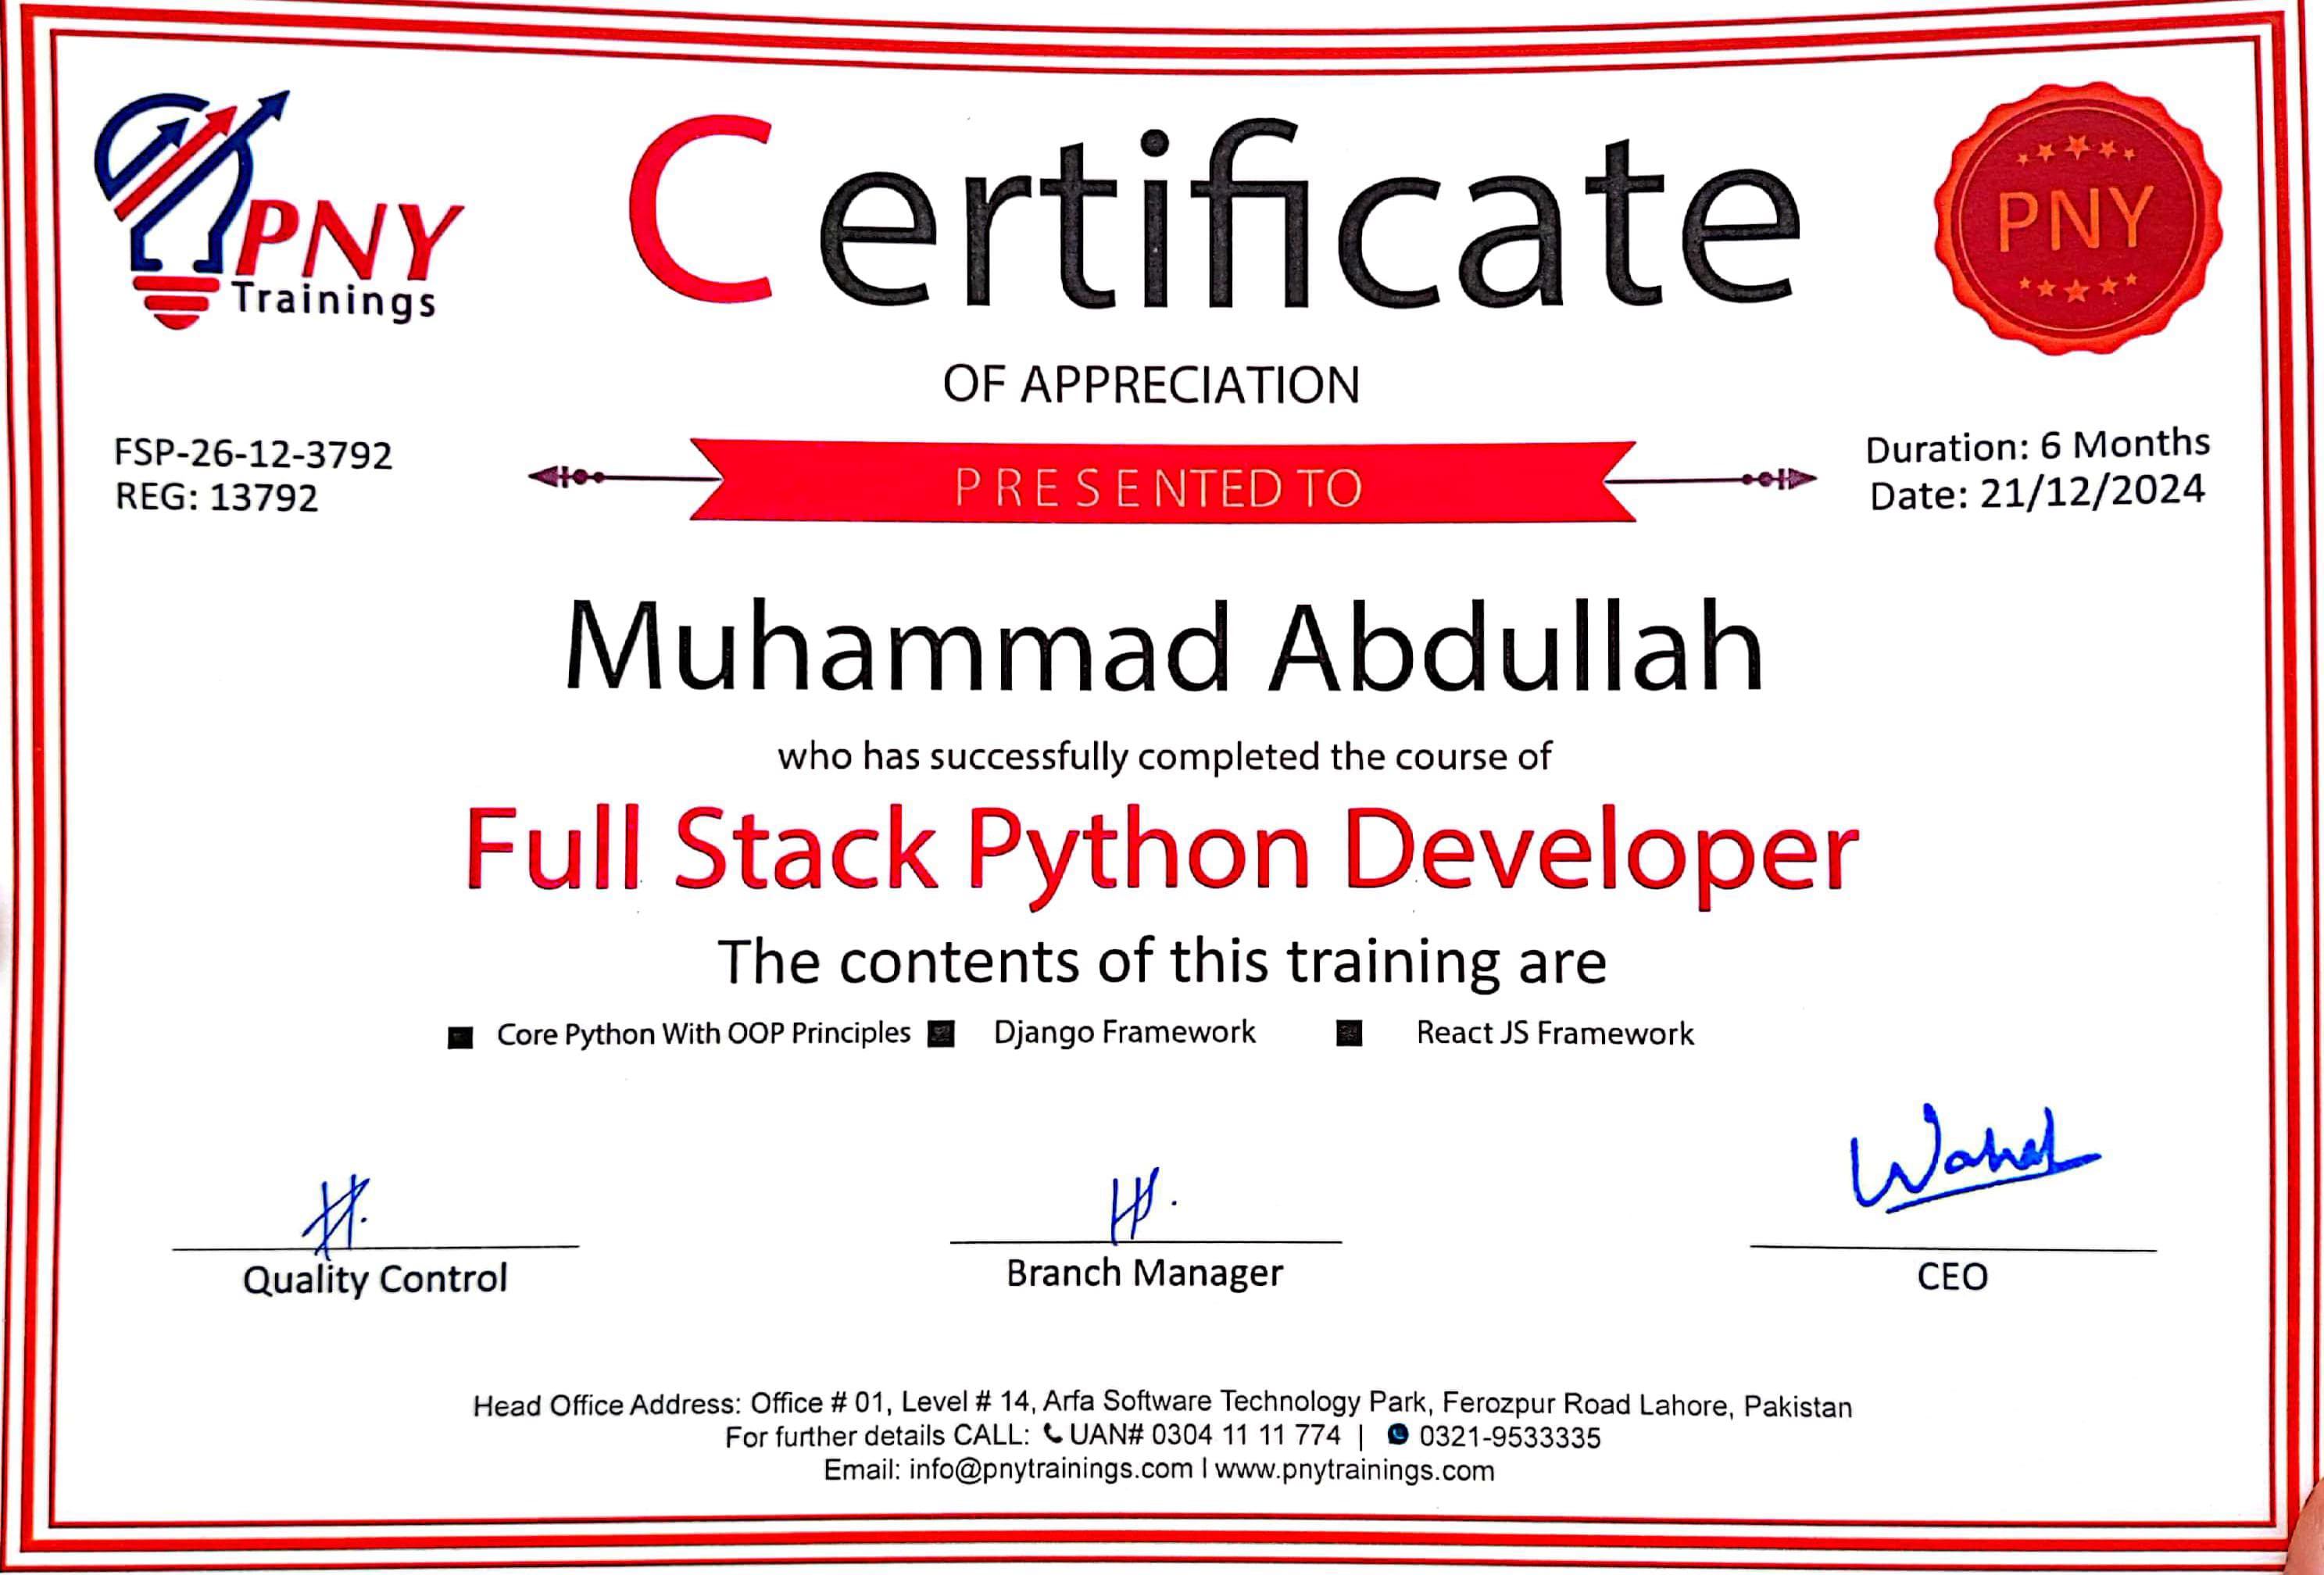 PNY
Trainings
Certificate
PNY
OF APPRECIATION
FSP-26-12-3792
REG: 13792
PRESENTED TO
Duration: 6 Months
Date: 21/12/2024
Muhammad Abdullah
who has successfully completed the course of
Full Stack Python Developer
The contents of this training are
■ Core Python With OOP Principles ■ Django Framework ■ React JS Framework
Quality Control
Branch Manager
CEO
Head Office Address: Office # 01, Level # 14, Arfa Software Technology Park, Ferozpur Road Lahore, Pakistan
For further details CALL: UAN# 0304 11 11 774 | 0321-9533335
Email: info@pnytrainings.com | www.pnytrainings.com